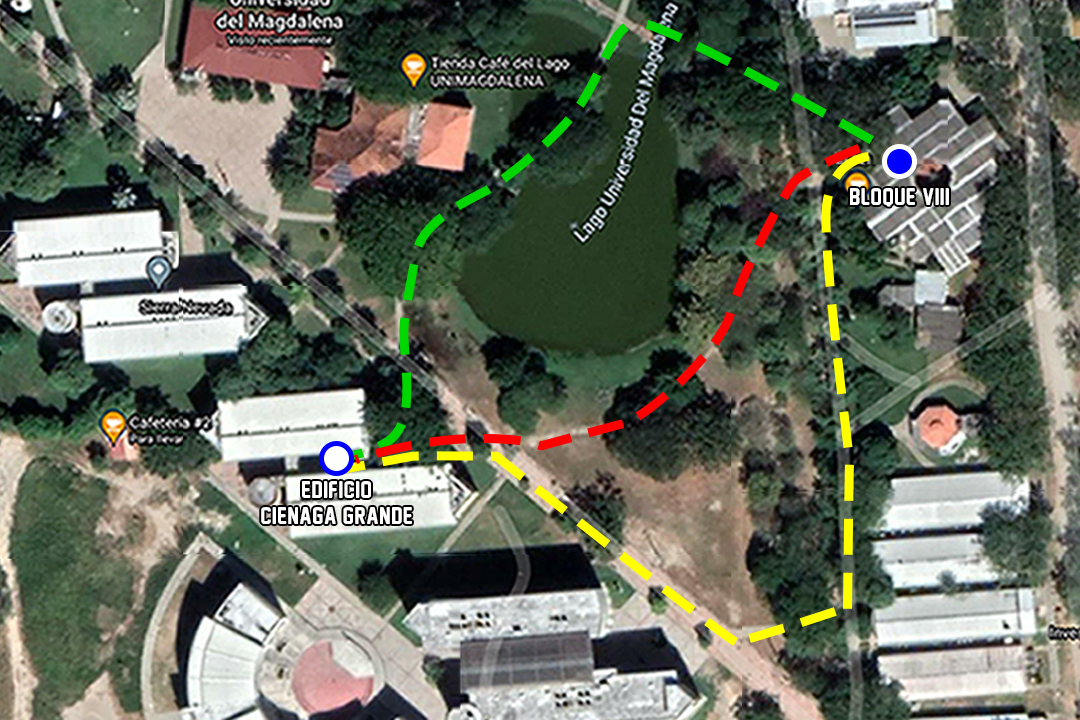 Universidad
del Magdalena
Visto recientemente
Tienda Café del Lago
UNIMAGDALENA
Lago Universidad Del Magdalena
BLOQUE VIII
Sierra Nevada
Cafetería #2
Para llevar
EDIFICIO
CIENAGA GRANDE
Inve